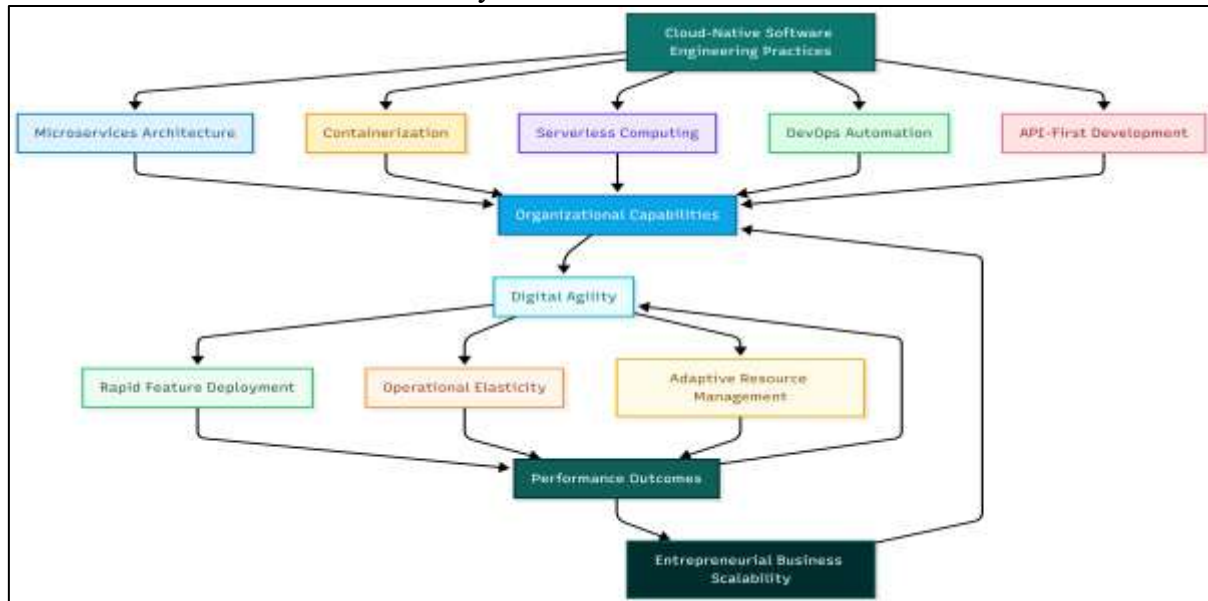 Cloud-Native Software
Engineering Practices
Microservices Architecture
Containerization
Serverless Computing
DevOps Automation
API-First Development
Organizational Capabilities
Digital Agility
Rapid Feature Deployment
Operational Elasticity
Adaptive Resource
Management
Performance Outcomes
Entrepreneurial Business
Scalability